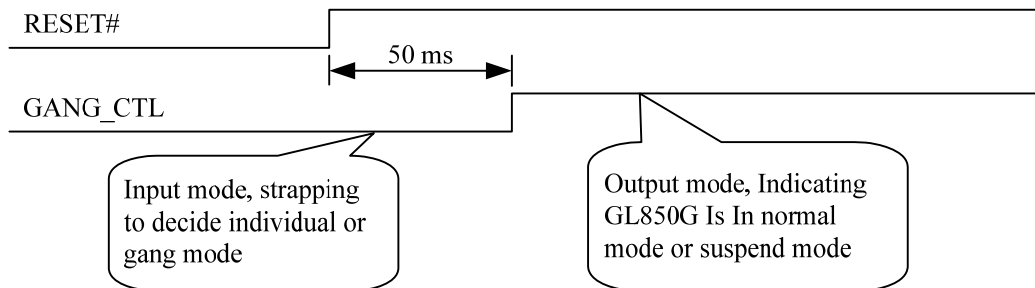 RESET#
50 ms
GANG_CTL
Input mode, strapping
to decide individual or
gang mode
Output mode, Indicating
GL850G Is In normal
mode or suspend mode